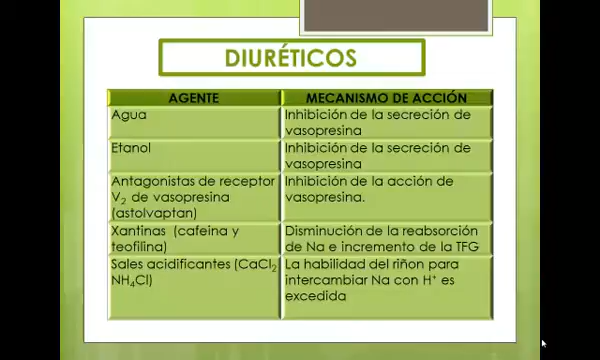 DIURÉTICOS
AGENTE
MECANISMO DE ACCIÓN
Agua
Inhibición de la secreción de
vasopresina
Etanol
Inhibición de la secreción de
vasopresina
Antagonistas de receptor
V₂ de vasopresina
(astolvaptan)
Inhibición de la acción de
vasopresina.
Xantinas (cafeina y
teofilina)
Disminución de la reabsorción
de Na e incremento de la TFG
Sales acidificantes (CaCl₂
NH₄Cl)
La habilidad del riñon para
intercambiar Na con H⁺ es
excedida